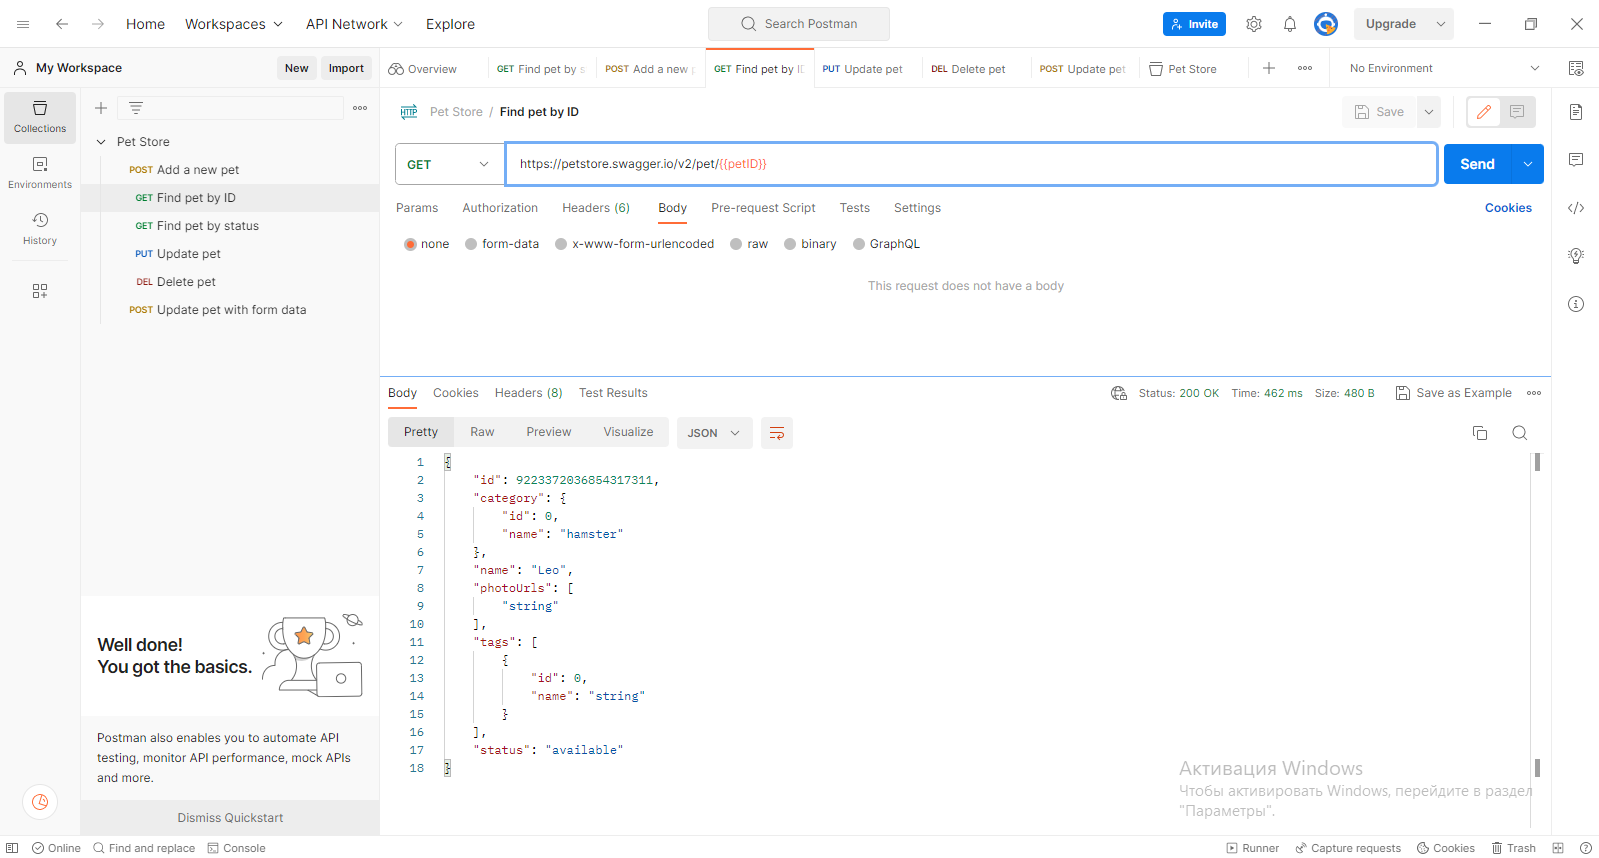 Home Workspaces API Network Explore Search Postman Invite Upgrade
My Workspace New Import Overview GET Find pet by s POST Add a new p GET Find pet by ID PUT Update pet DEL Delete pet POST Update pet Pet Store No Environment
Collections
Environments
History
Pet Store
POST Add a new pet
GET Find pet by ID
GET Find pet by status
PUT Update pet
DEL Delete pet
POST Update pet with form data
Well done!
You got the basics.
Postman also enables you to automate API
testing, monitor API performance, mock APIs
and more.
Dismiss Quickstart
HTTP Pet Store / Find pet by ID Save
GET https://petstore.swagger.io/v2/pet/{{petID}} Send
Params Authorization Headers (6) Body Pre-request Script Tests Settings Cookies
none form-data x-www-form-urlencoded raw binary GraphQL
This request does not have a body
Body Cookies Headers (8) Test Results Status: 200 OK Time: 462 ms Size: 480 B Save as Example
Pretty Raw Preview Visualize JSON
1 {
2 "id": 9223372036854317311,
3 "category": {
4 "id": 0,
5 "name": "hamster"
6 },
7 "name": "Leo",
8 "photoUrls": [
9 "string"
10 ],
11 "tags": [
12 {
13 "id": 0,
14 "name": "string"
15 }
16 ],
17 "status": "available"
18 }
Активация Windows
Чтобы активировать Windows, перейдите в раздел
"Параметры".
Online Find and replace Console Runner Capture requests Cookies Trash